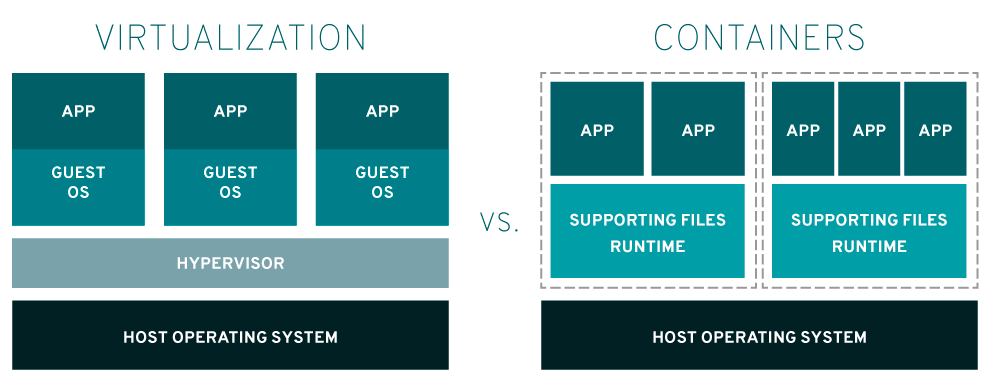 VIRTUALIZATION
APP
APP
APP
GUEST
OS
GUEST
OS
GUEST
OS
HYPERVISOR
HOST OPERATING SYSTEM
VS.
CONTAINERS
APP
APP
APP
APP
APP
SUPPORTING FILES
RUNTIME
SUPPORTING FILES
RUNTIME
HOST OPERATING SYSTEM